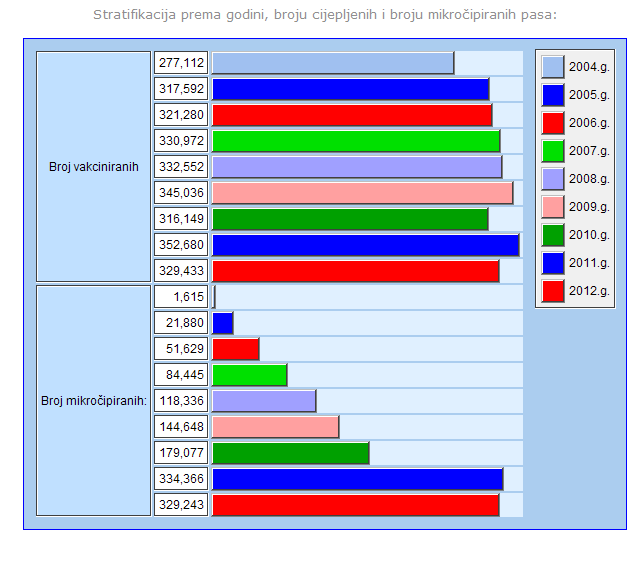 Stratifikacija prema godini, broju cijepljenih i broju mikročipiranih pasa:
Broj vakciniranih
277,112
317,592
321,280
330,972
332,552
345,036
316,149
352,680
329,433
Broj mikročipiranih:
1,615
21,880
51,629
84,445
118,336
144,648
179,077
334,366
329,243
2004.g.
2005.g.
2006.g.
2007.g.
2008.g.
2009.g.
2010.g.
2011.g.
2012.g.